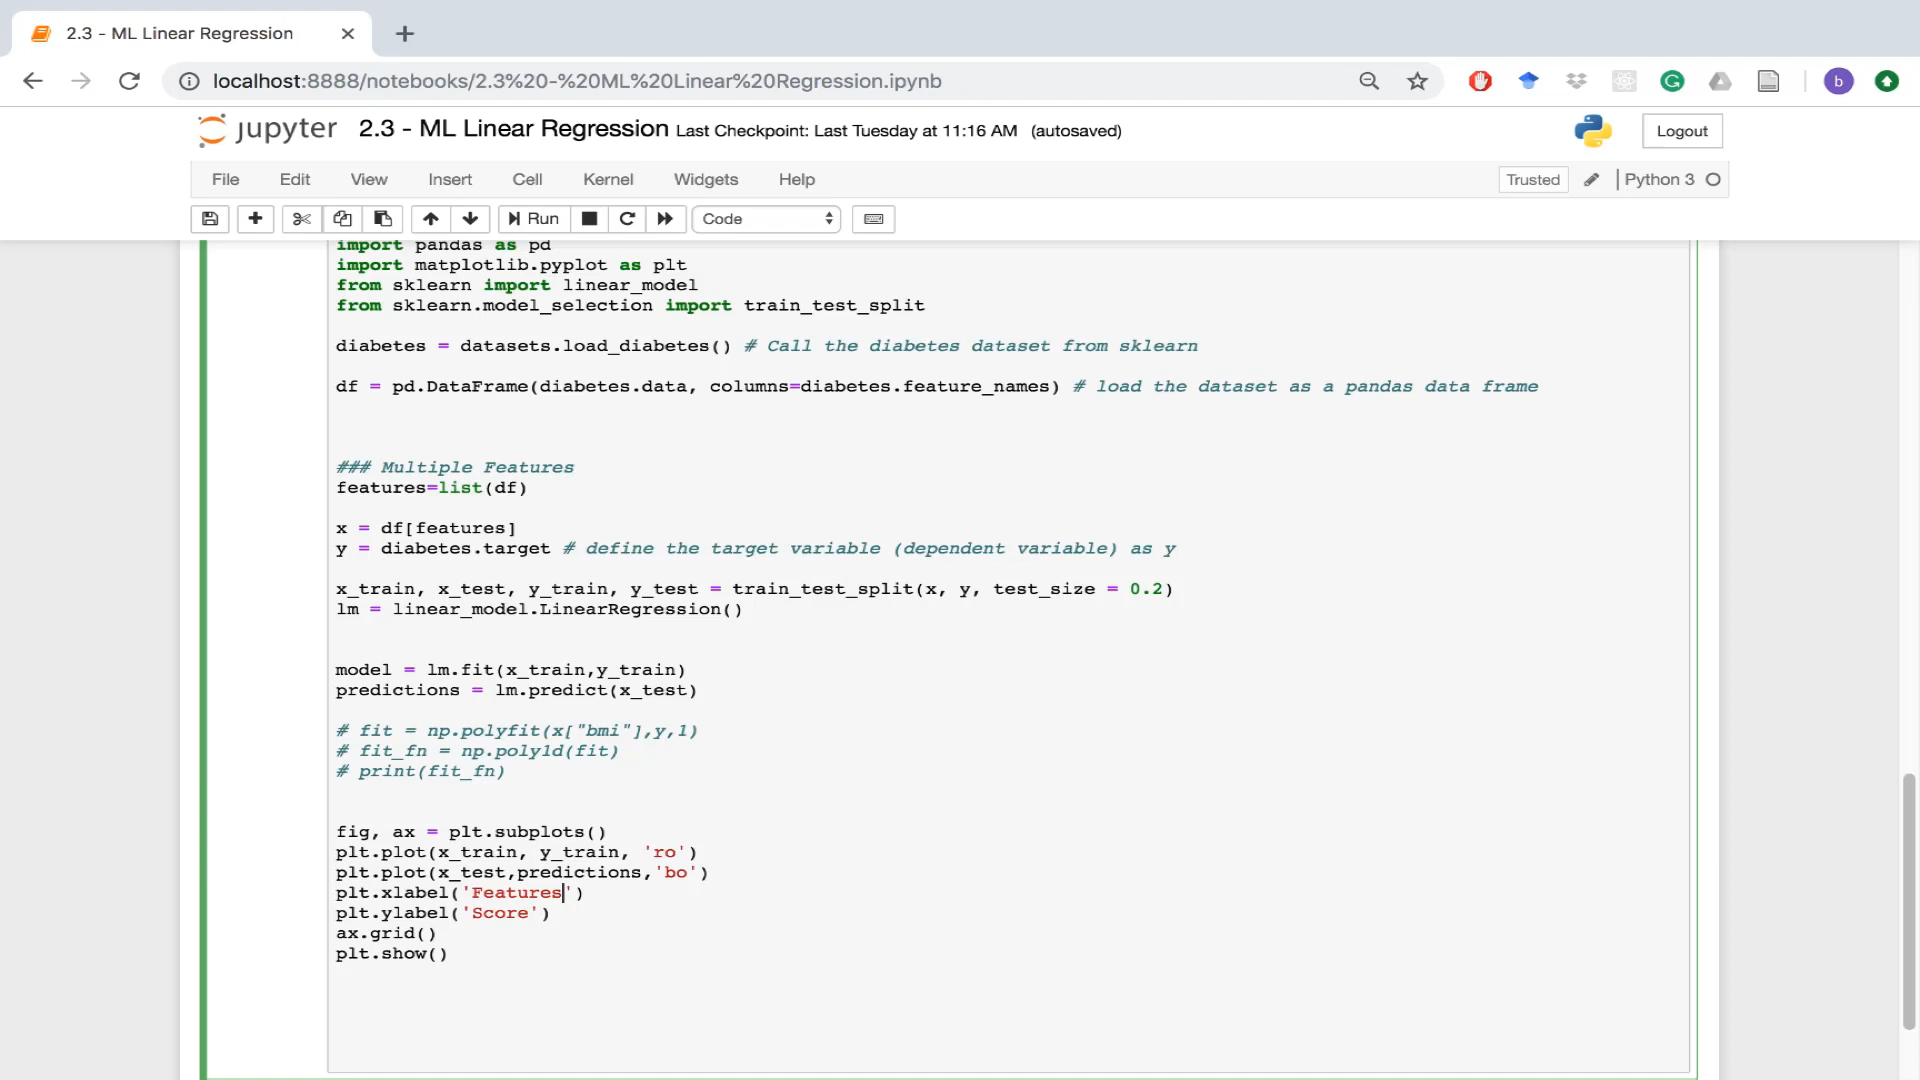 2.3 - ML Linear Regression
localhost:8888/notebooks/2.3%20-%20ML%20Linear%20Regression.ipynb
b
jupyter 2.3 - ML Linear Regression Last Checkpoint: Last Tuesday at 11:16 AM (autosaved)
Logout
File Edit View Insert Cell Kernel Widgets Help
Trusted Python 3
Run Code
import pandas as pd
import matplotlib.pyplot as plt
from sklearn import linear_model
from sklearn.model_selection import train_test_split
diabetes = datasets.load_diabetes() # Call the diabetes dataset from sklearn
df = pd.DataFrame(diabetes.data, columns=diabetes.feature_names) # load the dataset as a pandas data frame
### Multiple Features
features=list(df)
x = df[features]
y = diabetes.target # define the target variable (dependent variable) as y
x_train, x_test, y_train, y_test = train_test_split(x, y, test_size = 0.2)
lm = linear_model.LinearRegression()
model = lm.fit(x_train,y_train)
predictions = lm.predict(x_test)
# fit = np.polyfit(x["bmi"],y,1)
# fit_fn = np.poly1d(fit)
# print(fit_fn)
fig, ax = plt.subplots()
plt.plot(x_train, y_train, 'ro')
plt.plot(x_test,predictions,'bo')
plt.xlabel('Features')
plt.ylabel('Score')
ax.grid()
plt.show()